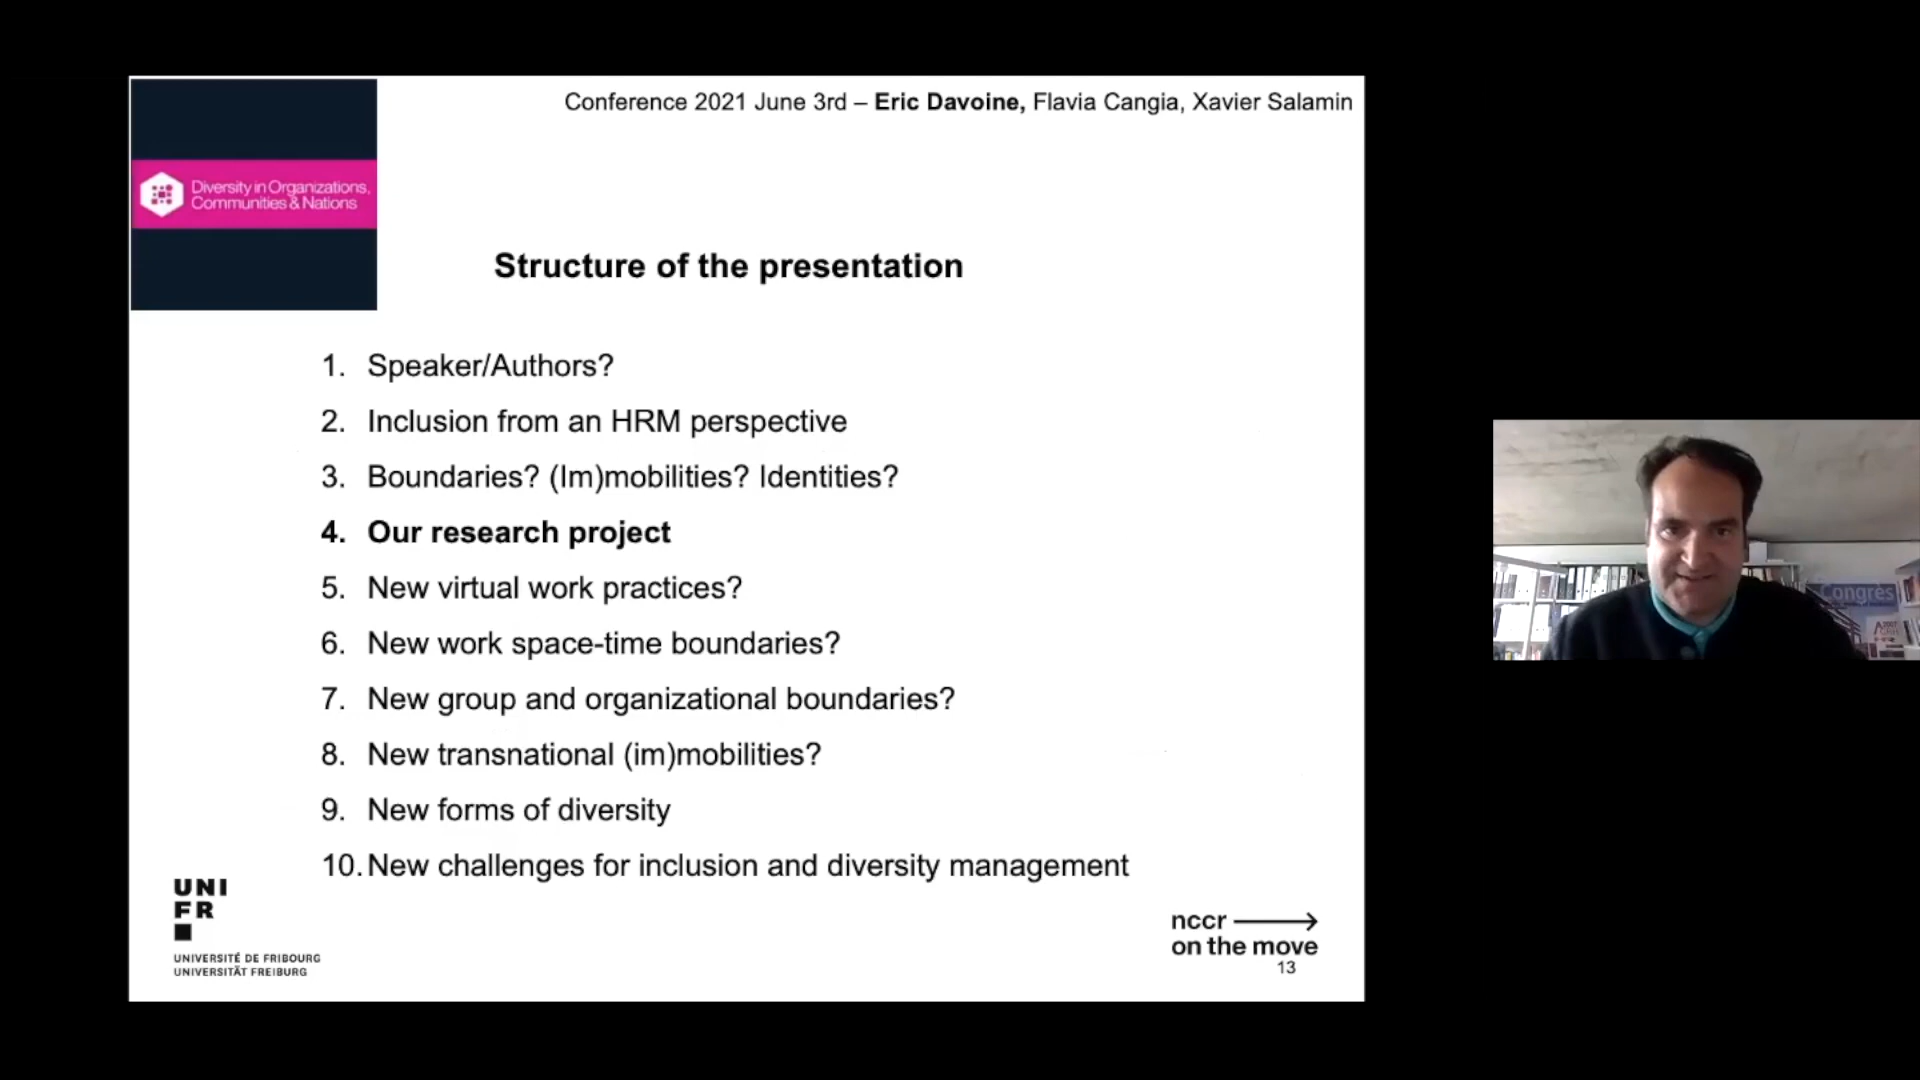 Conference 2021 June 3rd – Eric Davoine, Flavia Cangia, Xavier Salamin
Diversity in Organizations,
Communities & Nations
Structure of the presentation
1. Speaker/Authors?
2. Inclusion from an HRM perspective
3. Boundaries? (Im)mobilities? Identities?
4. Our research project
5. New virtual work practices?
6. New work space-time boundaries?
7. New group and organizational boundaries?
8. New transnational (im)mobilities?
9. New forms of diversity
10. New challenges for inclusion and diversity management
UNI
FR
UNIVERSITÉ DE FRIBOURG
UNIVERSITÄT FREIBURG
nccr
on the move
13
Congrès